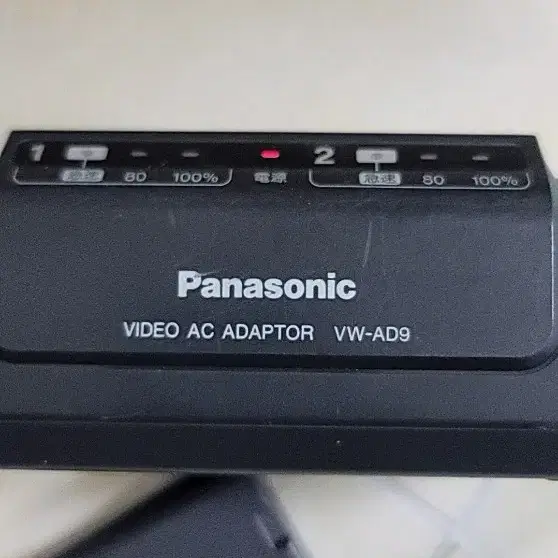 1 2
急速 80 100% 電源 急速 80 100%
Panasonic
VIDEO AC ADAPTOR VW-AD9